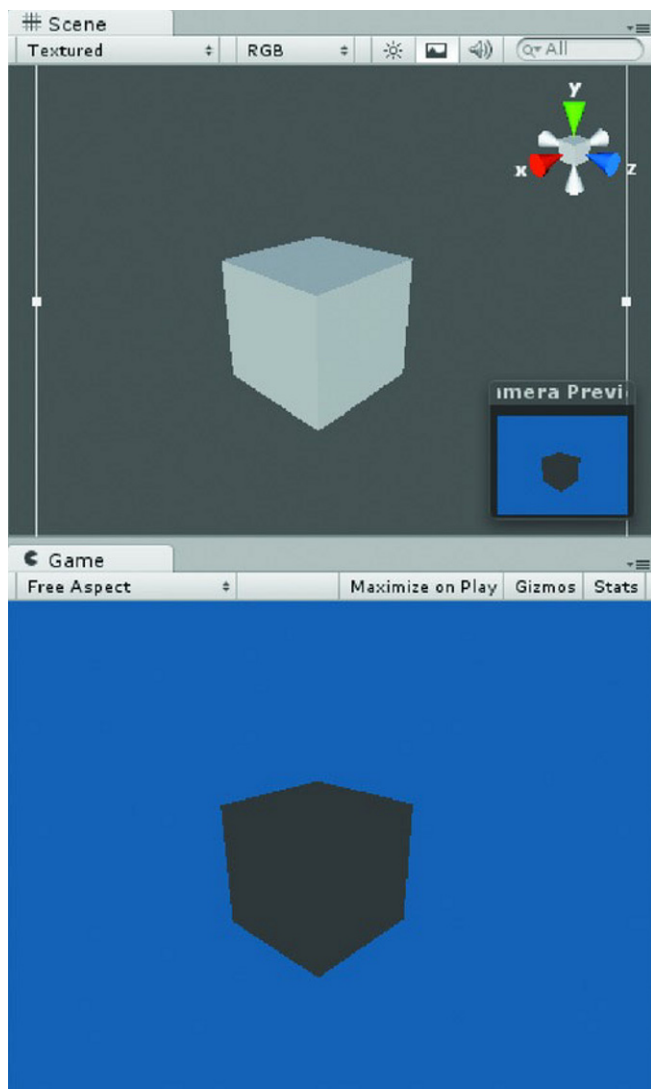 Scene
Textured RGB All
y
x z
mera Previ
Game
Free Aspect Maximize on Play Gizmos Stats